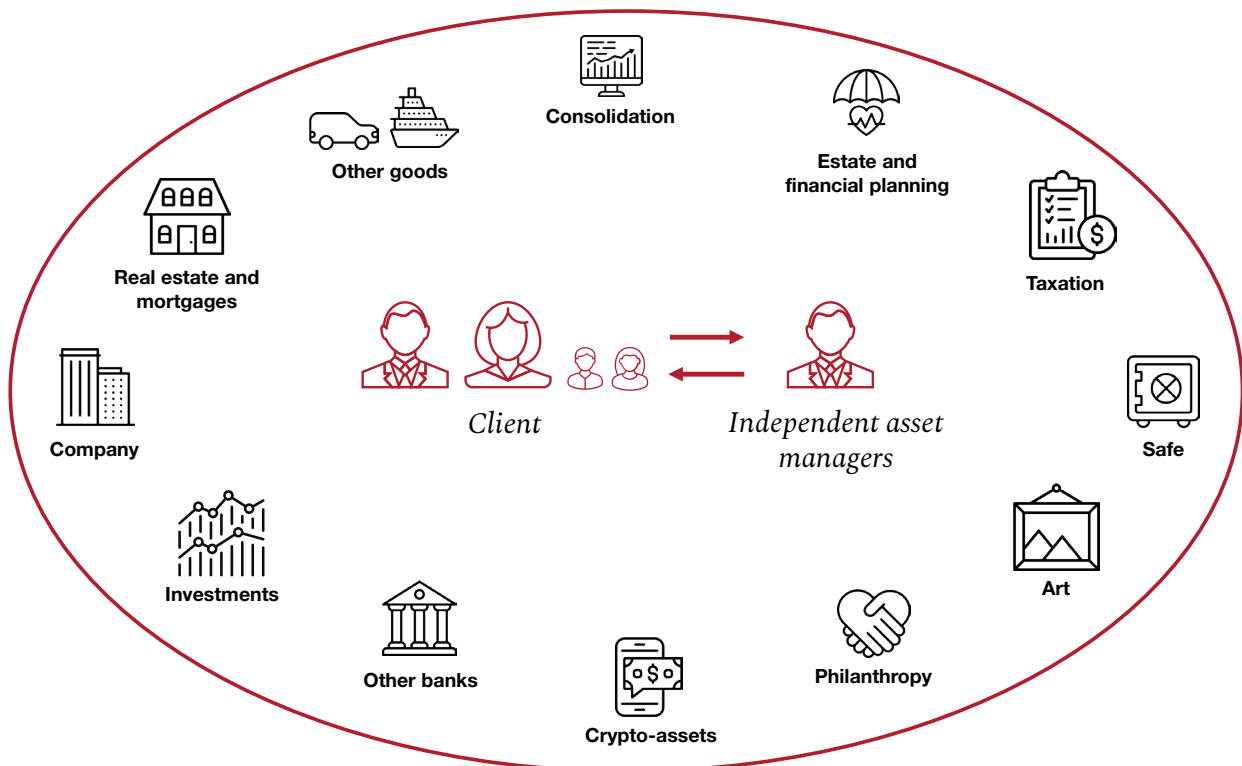 Consolidation
Other goods
Estate and
financial planning
Real estate and
mortgages
$
Taxation
Client
Independent asset
managers
Company
Safe
Investments
Art
Other banks
Philanthropy
$
Crypto-assets